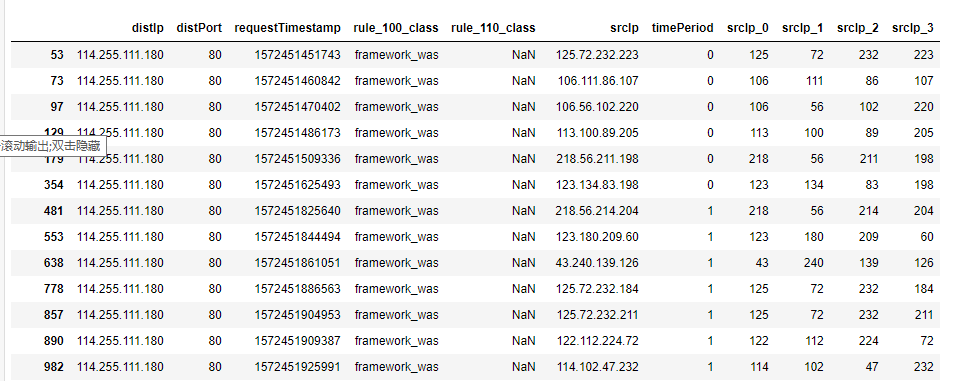 distIp distPort requestTimestamp rule_100_class rule_110_class srcIp timePeriod srcIp_0 srcIp_1 srcIp_2 srcIp_3
53 114.255.111.180 80 1572451451743 framework_was NaN 125.72.232.223 0 125 72 232 223
73 114.255.111.180 80 1572451460842 framework_was NaN 106.111.86.107 0 106 111 86 107
97 114.255.111.180 80 1572451470402 framework_was NaN 106.56.102.220 0 106 56 102 220
129 114.255.111.180 80 1572451486173 framework_was NaN 113.100.89.205 0 113 100 89 205
滚动输出;双击隐藏
179 114.255.111.180 80 1572451509336 framework_was NaN 218.56.211.198 0 218 56 211 198
354 114.255.111.180 80 1572451625493 framework_was NaN 123.134.83.198 0 123 134 83 198
481 114.255.111.180 80 1572451825640 framework_was NaN 218.56.214.204 1 218 56 214 204
553 114.255.111.180 80 1572451844494 framework_was NaN 123.180.209.60 1 123 180 209 60
638 114.255.111.180 80 1572451861051 framework_was NaN 43.240.139.126 1 43 240 139 126
778 114.255.111.180 80 1572451886563 framework_was NaN 125.72.232.184 1 125 72 232 184
857 114.255.111.180 80 1572451904953 framework_was NaN 125.72.232.211 1 125 72 232 211
890 114.255.111.180 80 1572451909387 framework_was NaN 122.112.224.72 1 122 112 224 72
982 114.255.111.180 80 1572451925991 framework_was NaN 114.102.47.232 1 114 102 47 232